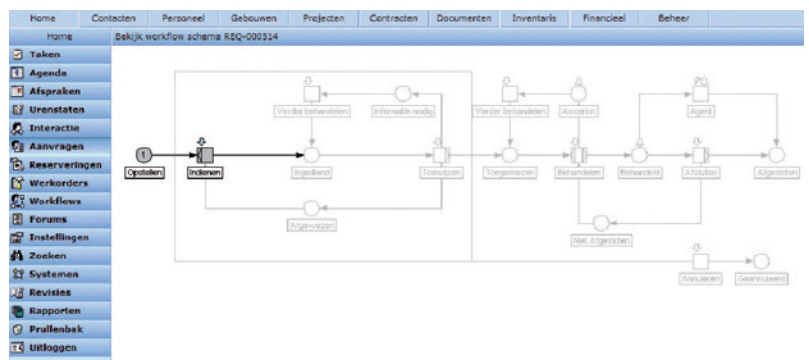 Home Contacten Personeel Gebouwen Projecten Contracten Documenten Inventaris Financieel Beheer
Home Bekijk workflow schema REQ-000514
Taken
Agenda
Afspraken
Urenstaten
Interactie
Aanvragen
Reserveringen
Werkorders
Workflows
Forums
Instellingen
Zoeken
Systemen
Revisies
Rapporten
Prullenbak
Uitloggen
Verder behandelen Informatie nodig Verder behandelen Agent
1
Opstellen Indienen Ingediend Toewijzen Toegewezen Behandelen Behandeld Afsluiten Afgesloten
Afgewezen
Niet Afgesloten
Annuleren Geannuleerd